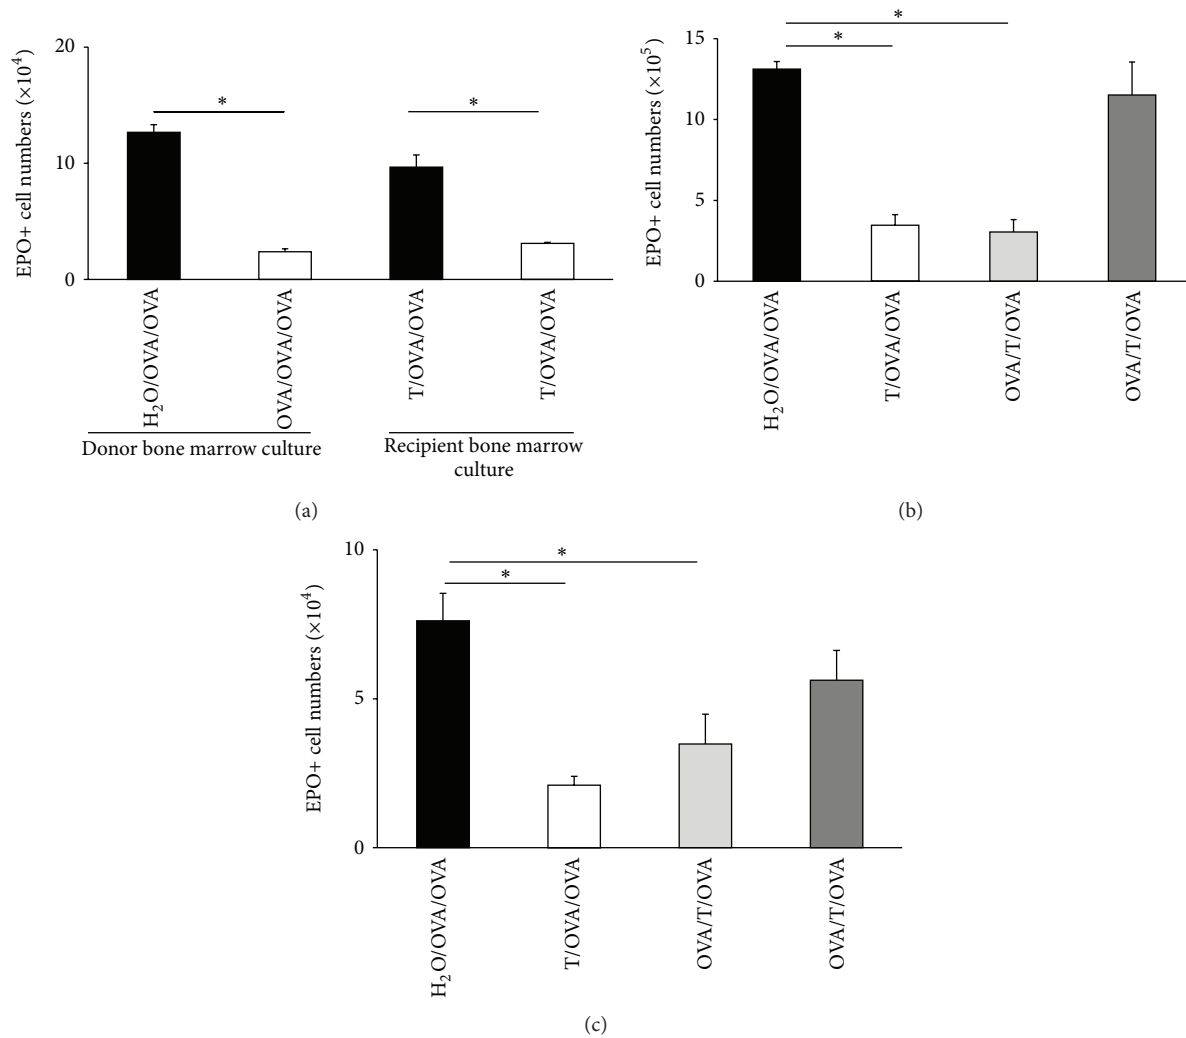 EPO+ cell numbers (×10⁴)
20
10
0
*
*
H₂O/OVA/OVA
OVA/OVA/OVA
T/OVA/OVA
T/OVA/OVA
Donor bone marrow culture
Recipient bone marrow
culture
(a)
EPO+ cell numbers (×10⁵)
15
10
5
0
*
*
H₂O/OVA/OVA
T/OVA/OVA
OVA/T/OVA
OVA/T/OVA
(b)
EPO+ cell numbers (×10⁴)
10
5
0
*
*
H₂O/OVA/OVA
T/OVA/OVA
OVA/T/OVA
OVA/T/OVA
(c)